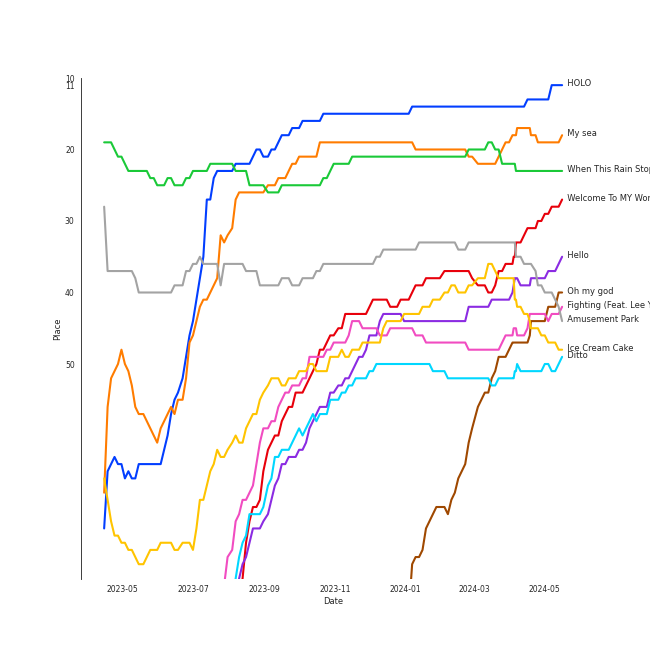 10
11
HOLO
My sea
20
When This Rain Stop
Welcome To MY Wor
30
Hello
Oh my god
40
Fighting (Feat. Lee Y
Amusement Park
Place
Ice Cream Cake
Ditto
50
2023-05
2023-07
2023-09
2023-11
2024-01
2024-03
2024-05
Date